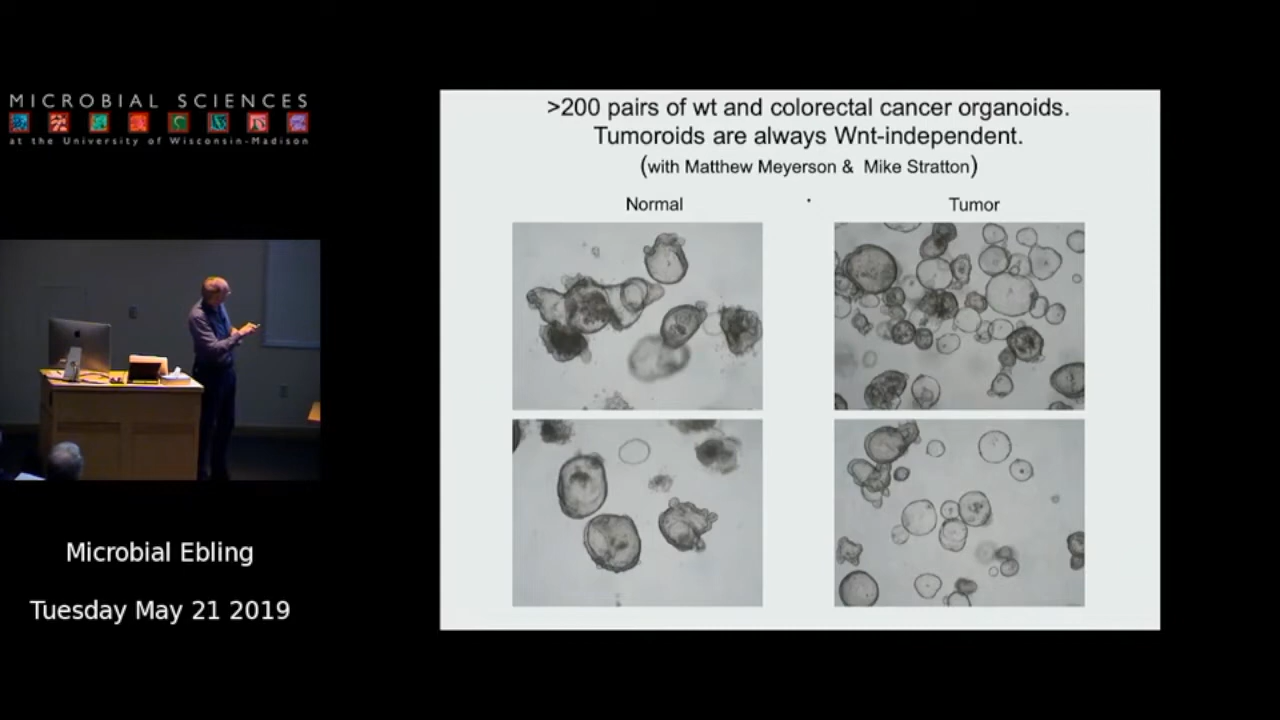 MICROBIAL SCIENCES
at the University of Wisconsin-Madison
Microbial Ebling
Tuesday May 21 2019
>200 pairs of wt and colorectal cancer organoids.
Tumoroids are always Wnt-independent.
(with Matthew Meyerson & Mike Stratton)
Normal
Tumor